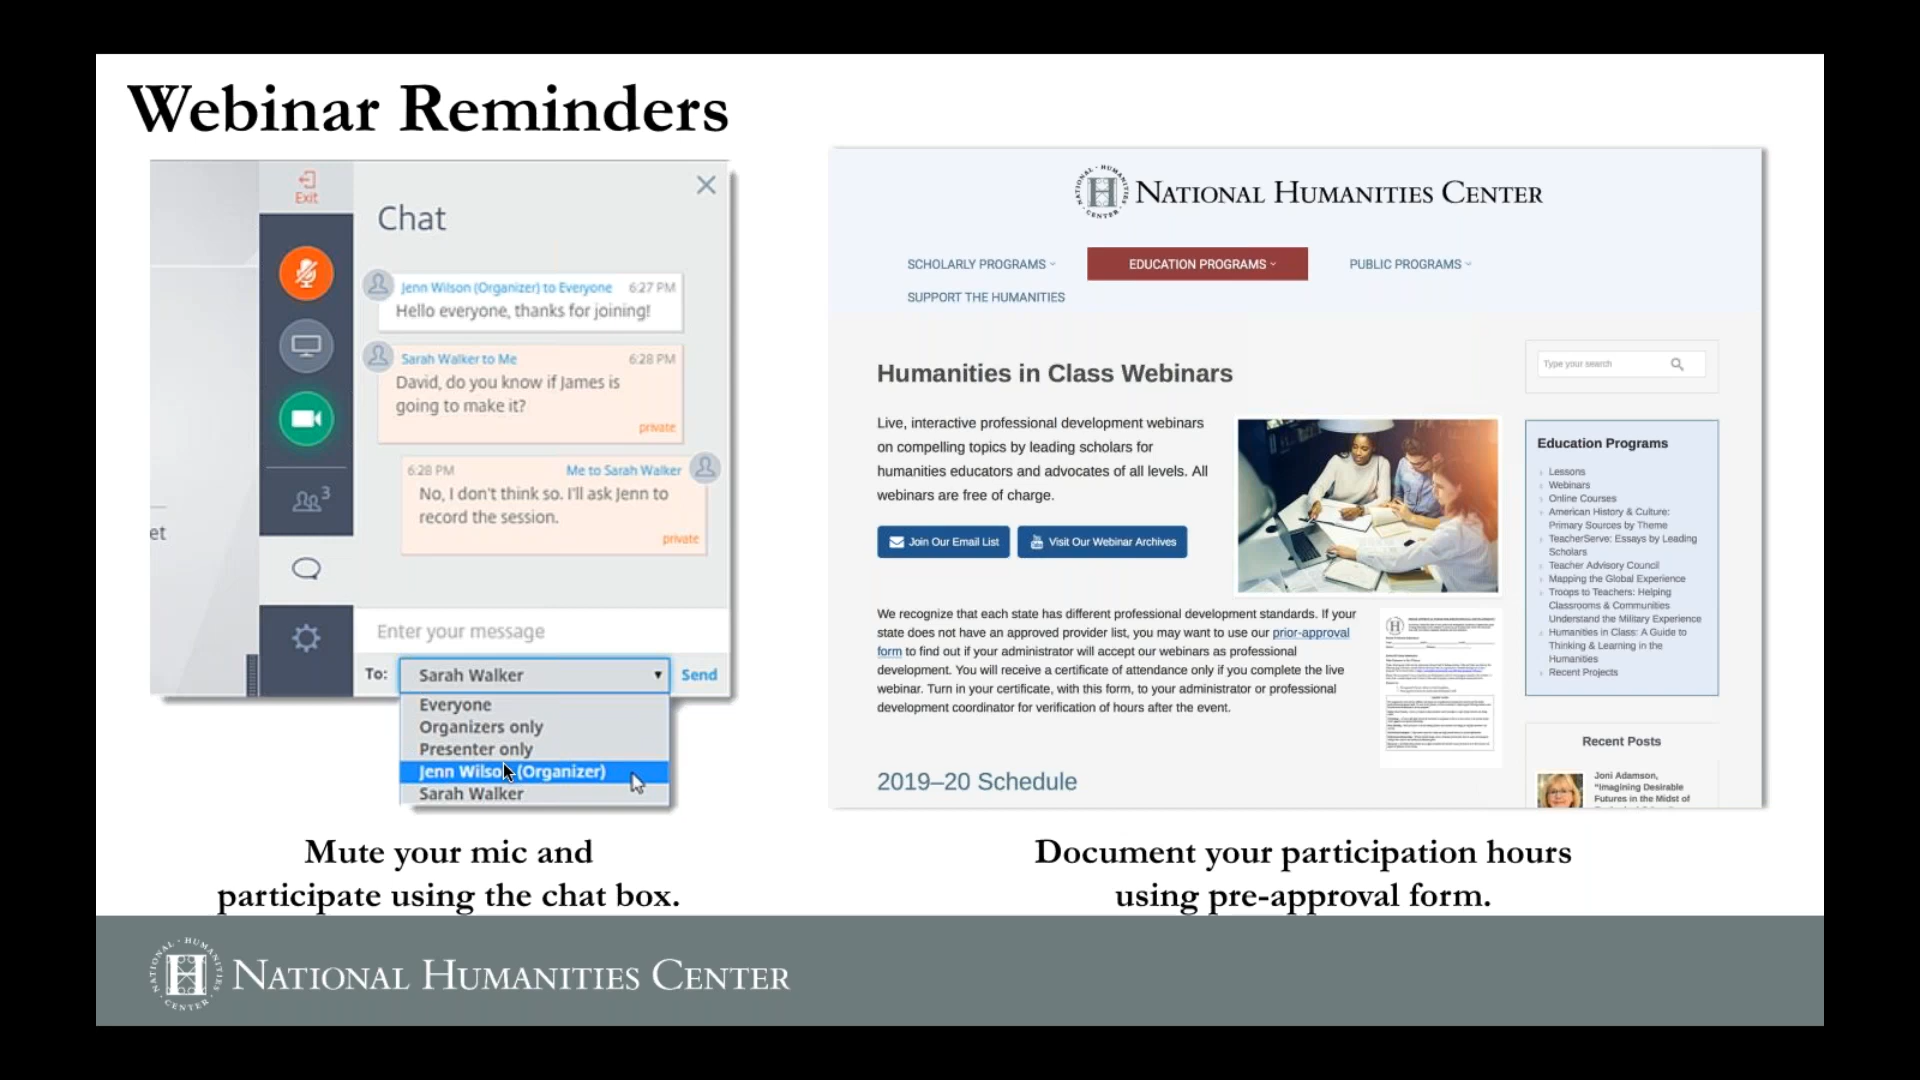 Webinar Reminders
Exit
Chat
Jenn Wilson (Organizer) to Everyone 6:27 PM
Hello everyone, thanks for joining!
Sarah Walker to Me 6:28 PM
David, do you know if James is
going to make it?
private
6:28 PM Me to Sarah Walker
No, I don't think so. I'll ask Jenn to
record the session.
private
3
et
Enter your message
To: Sarah Walker Send
Everyone
Organizers only
Presenter only
Jenn Wilson (Organizer)
Sarah Walker
Mute your mic and
participate using the chat box.
NATIONAL HUMANITIES CENTER
SCHOLARLY PROGRAMS EDUCATION PROGRAMS PUBLIC PROGRAMS
SUPPORT THE HUMANITIES
Humanities in Class Webinars
Live, interactive professional development webinars
on compelling topics by leading scholars for
humanities educators and advocates of all levels. All
webinars are free of charge.
Join Our Email List Visit Our Webinar Archives
We recognize that each state has different professional development standards. If your
state does not have an approved provider list, you may want to use our prior-approval
form to find out if your administrator will accept our webinars as professional
development. You will receive a certificate of attendance only if you complete the live
webinar. Turn in your certificate, with this form, to your administrator or professional
development coordinator for verification of hours after the event.
2019–20 Schedule
Type your search
Education Programs
Lessons
Webinars
Online Courses
American History & Culture:
Primary Sources by Theme
TeacherServe: Essays by Leading
Scholars
Teacher Advisory Council
Mapping the Global Experience
Troops to Teachers: Helping
Classrooms & Communities
Understand the Military Experience
Humanities in Class: A Guide to
Thinking & Learning in the
Humanities
Recent Projects
Recent Posts
Joni Adamson,
“Imagining Desirable
Futures in the Midst of
Document your participation hours
using pre-approval form.
NATIONAL HUMANITIES CENTER